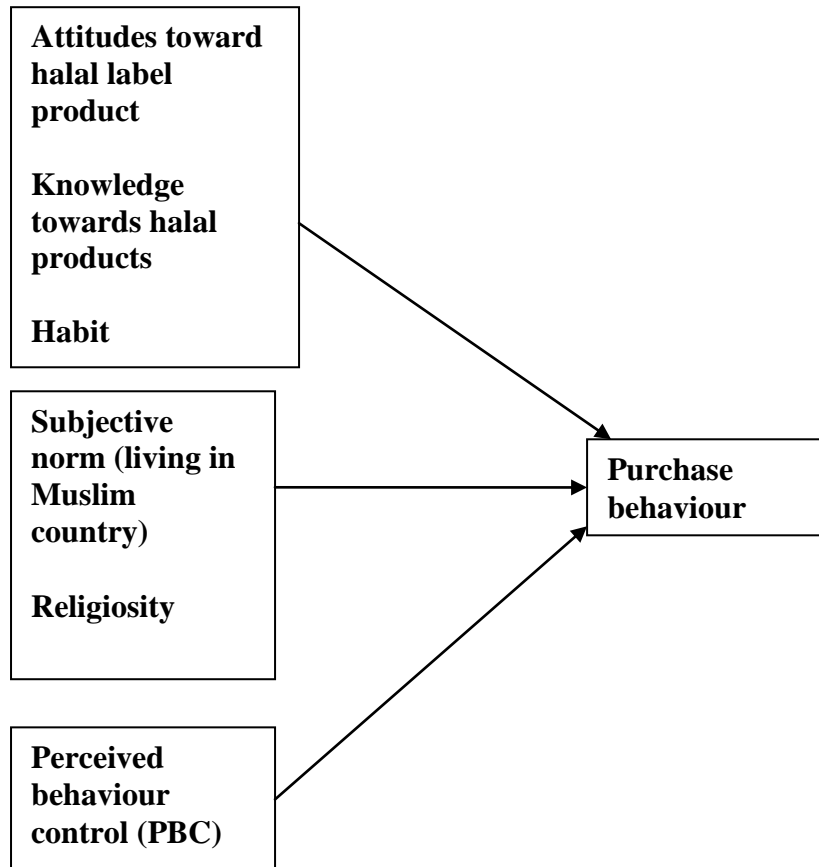 Attitudes toward
halal label
product
Knowledge
towards halal
products
Habit
Subjective
norm (living in
Muslim
country)
Religiosity
Perceived
behaviour
control (PBC)
Purchase
behaviour